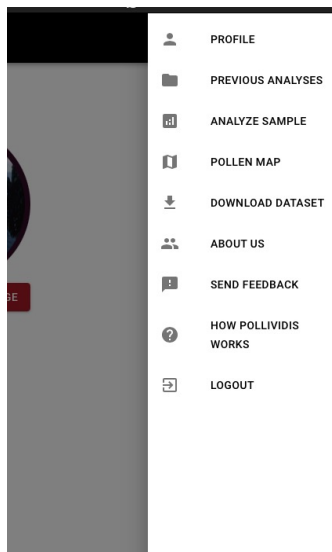 PROFILE
PREVIOUS ANALYSES
ANALYZE SAMPLE
POLLEN MAP
DOWNLOAD DATASET
ABOUT US
SEND FEEDBACK
HOW POLLIVIDIS
WORKS
LOGOUT